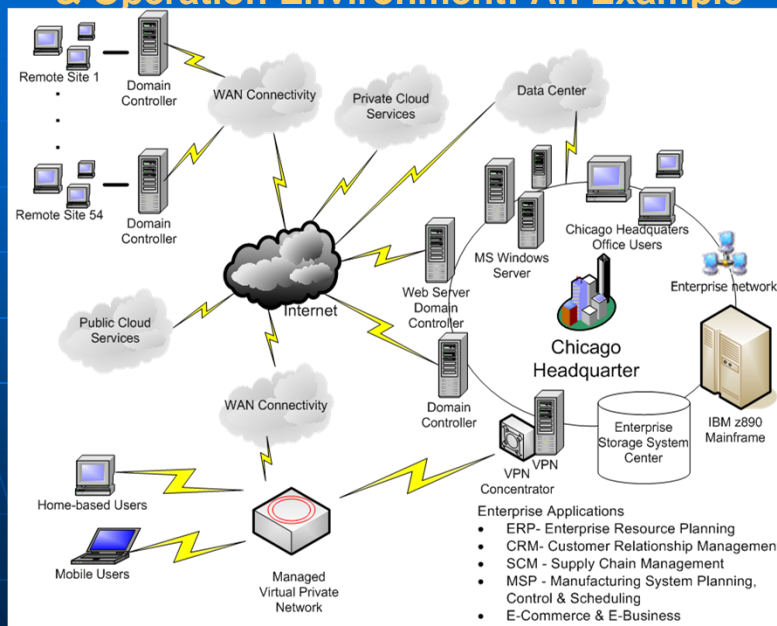 & Operation Environment: An Example
Remote Site 1
Domain
Controller
WAN Connectivity
Private Cloud
Services
Data Center
Remote Site 54
Domain
Controller
MS Windows
Server
Chicago Headquaters
Office Users
Enterprise network
Internet
Web Server
Domain
Controller
Public Cloud
Services
Chicago
Headquarter
WAN Connectivity
Domain
Controller
Enterprise
Storage System
Center
IBM z890
Mainframe
VPN
VPN
Concentrator
Home-based Users
Mobile Users
Managed
Virtual Private
Network
Enterprise Applications
• ERP- Enterprise Resource Planning
• CRM- Customer Relationship Managemen
• SCM - Supply Chain Management
• MSP - Manufacturing System Planning,
Control & Scheduling
• E-Commerce & E-Business